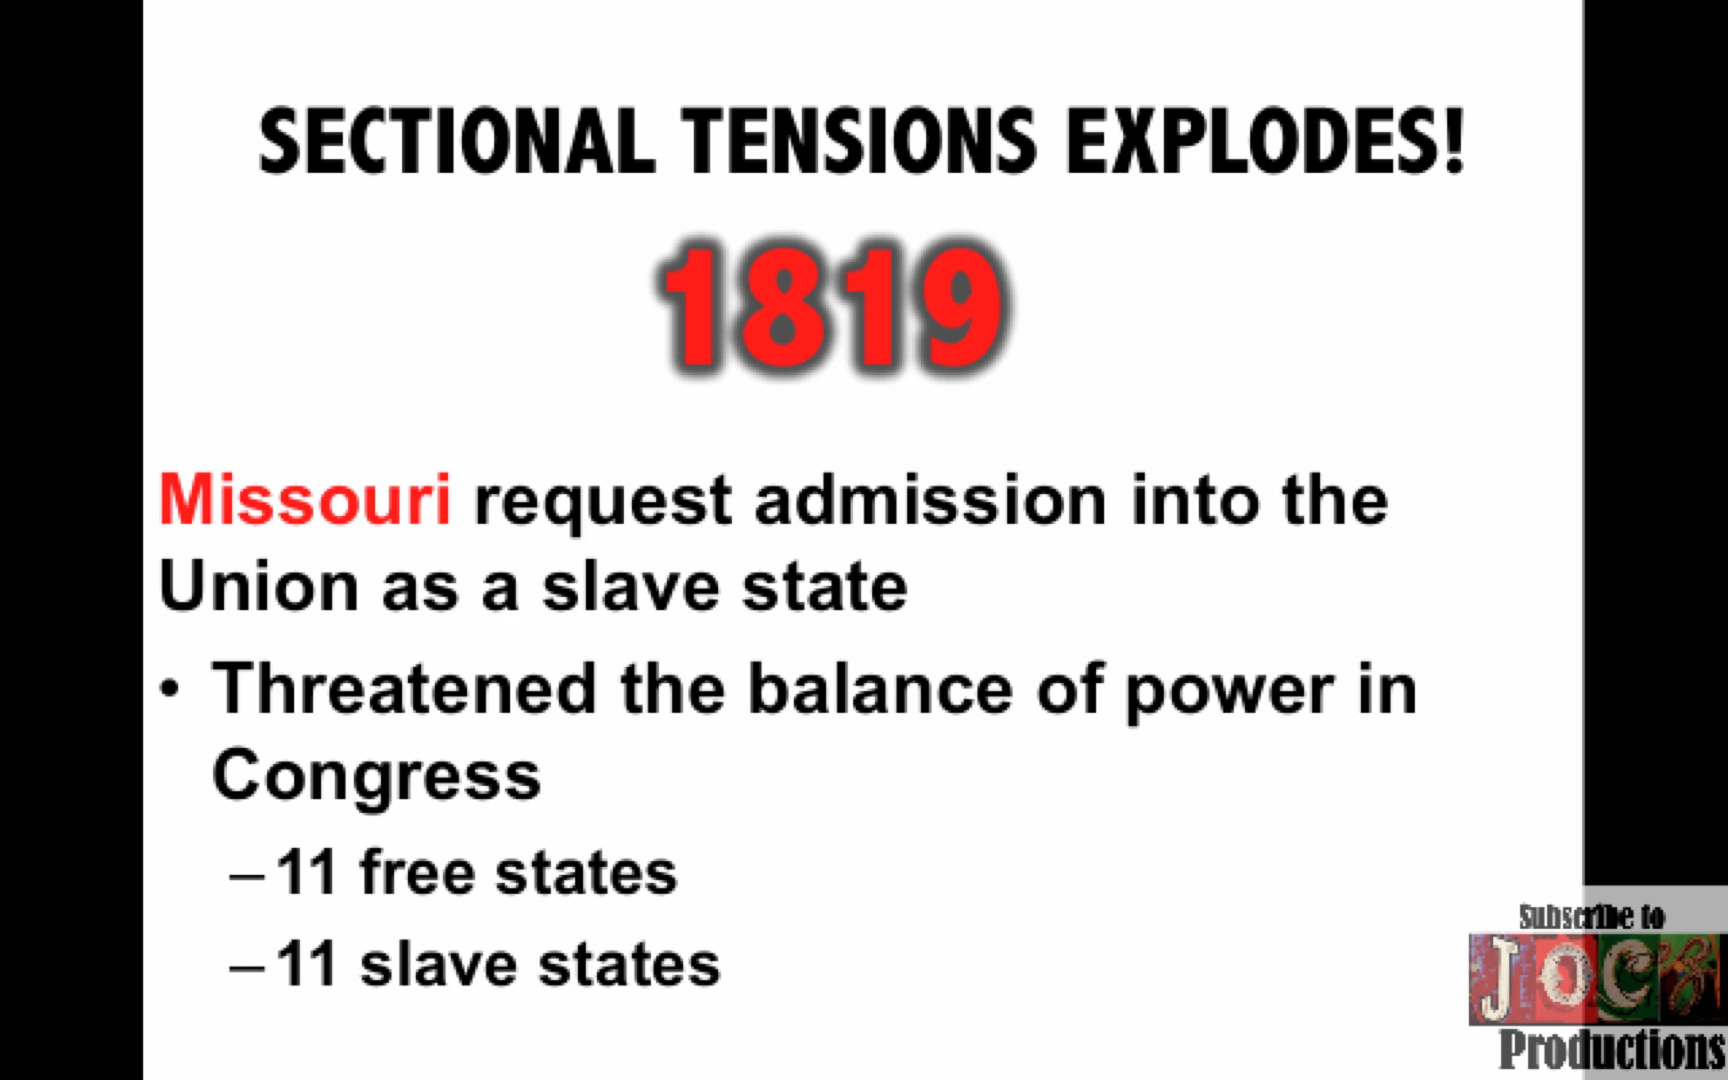 SECTIONAL TENSIONS EXPLODES!
1819
Missouri request admission into the
Union as a slave state
• Threatened the balance of power in
Congress
– 11 free states
– 11 slave states
Subscribe to
JOCZ
Productions